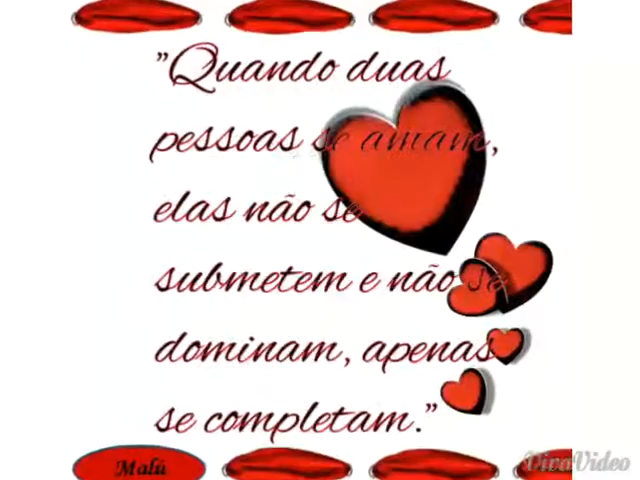 "Quando duas
pessoas se amam,
elas não se
submetem e não se
dominam, apenas
se completam."
Malú
VivaVideo